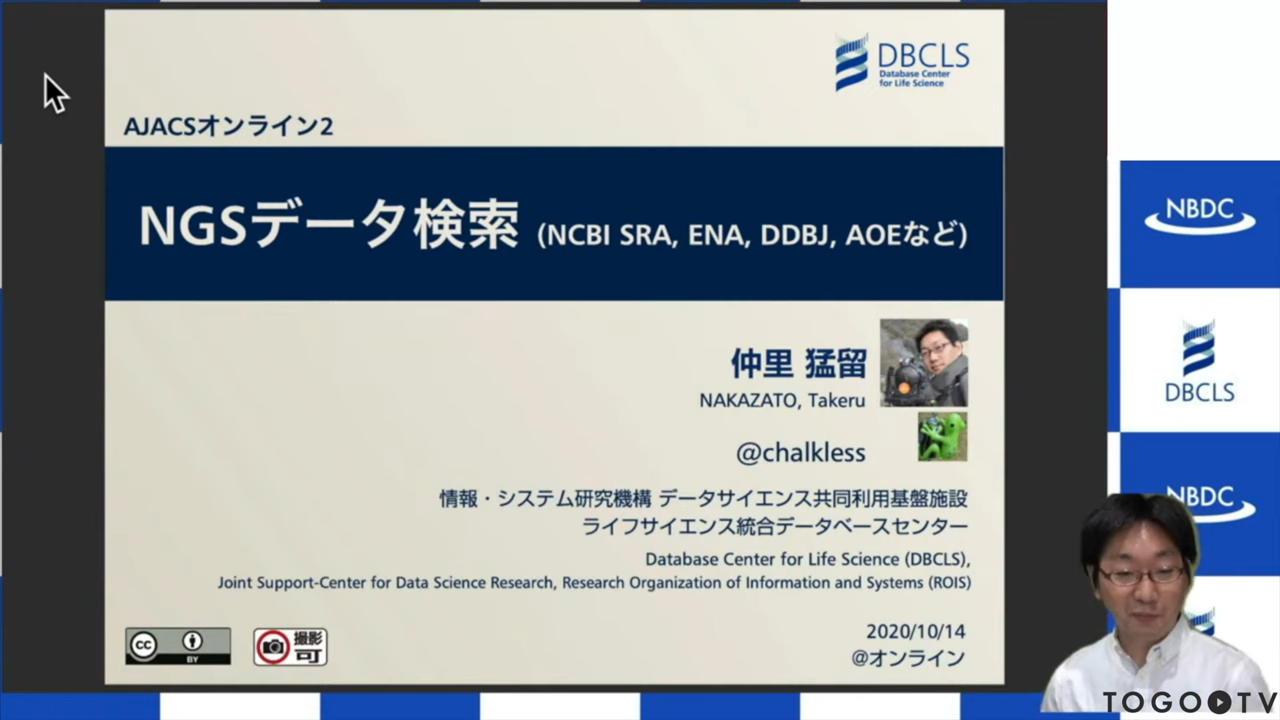 DBCLS
Database Center
for Life Science
AJACSオンライン2
NGSデータ検索 (NCBI SRA, ENA, DDBJ, AOEなど)
仲里 猛留
NAKAZATO, Takeru
@chalkless
情報・システム研究機構 データサイエンス共同利用基盤施設
ライフサイエンス統合データベースセンター
Database Center for Life Science (DBCLS),
Joint Support-Center for Data Science Research, Research Organization of Information and Systems (ROIS)
2020/10/14
@オンライン
cc
BY
撮影
可
NBDC
DBCLS
NBDC
TOGOTV